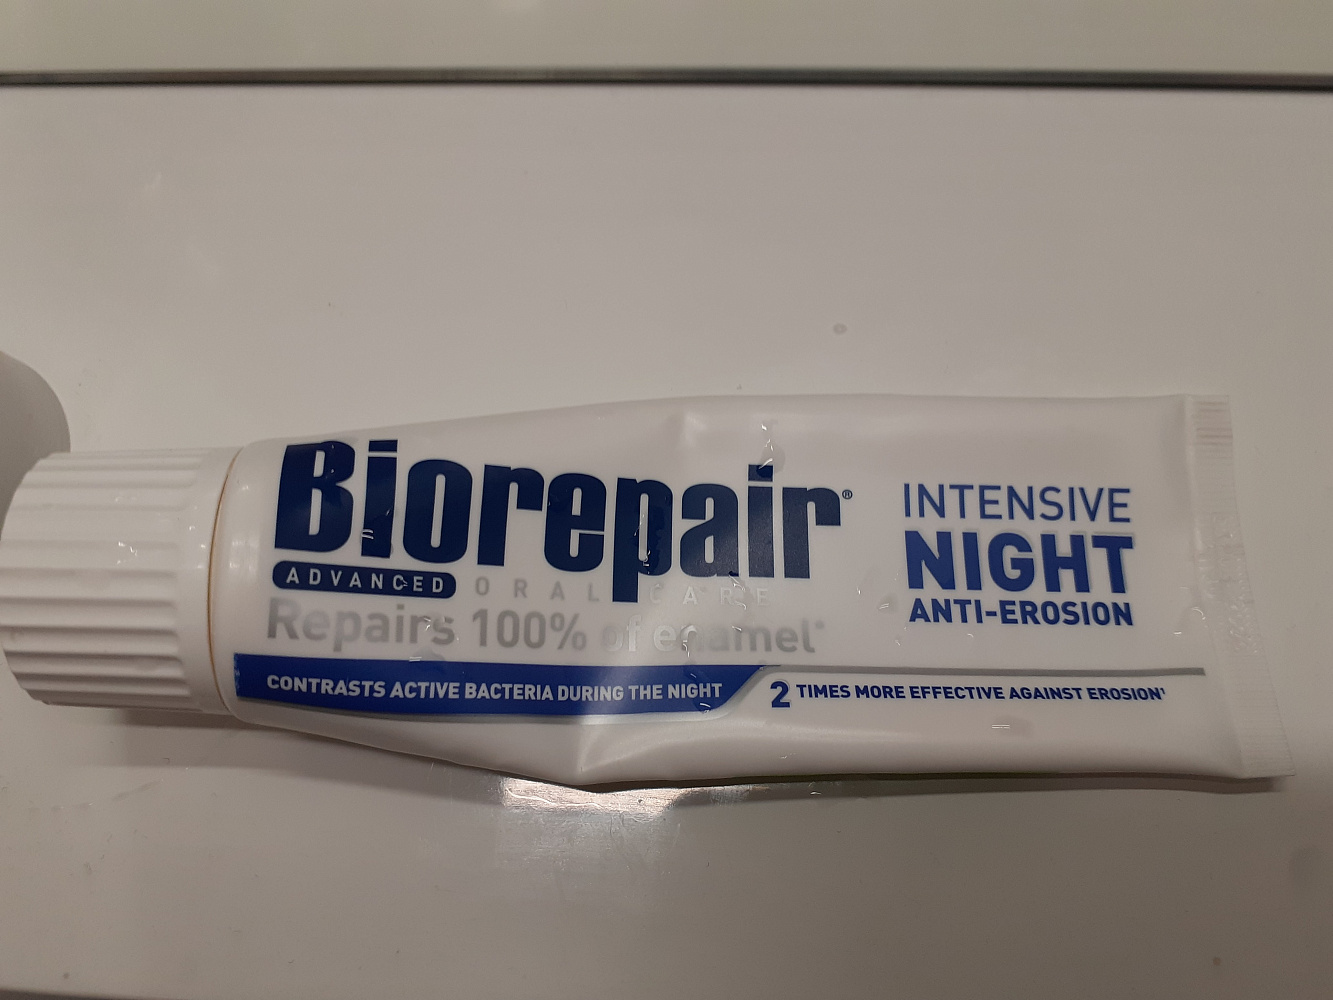 Biorepair®
ADVANCED ORAL CARE
Repairs 100% of enamel*
CONTRASTS ACTIVE BACTERIA DURING THE NIGHT
INTENSIVE
NIGHT
ANTI-EROSION
2 TIMES MORE EFFECTIVE AGAINST EROSION¹